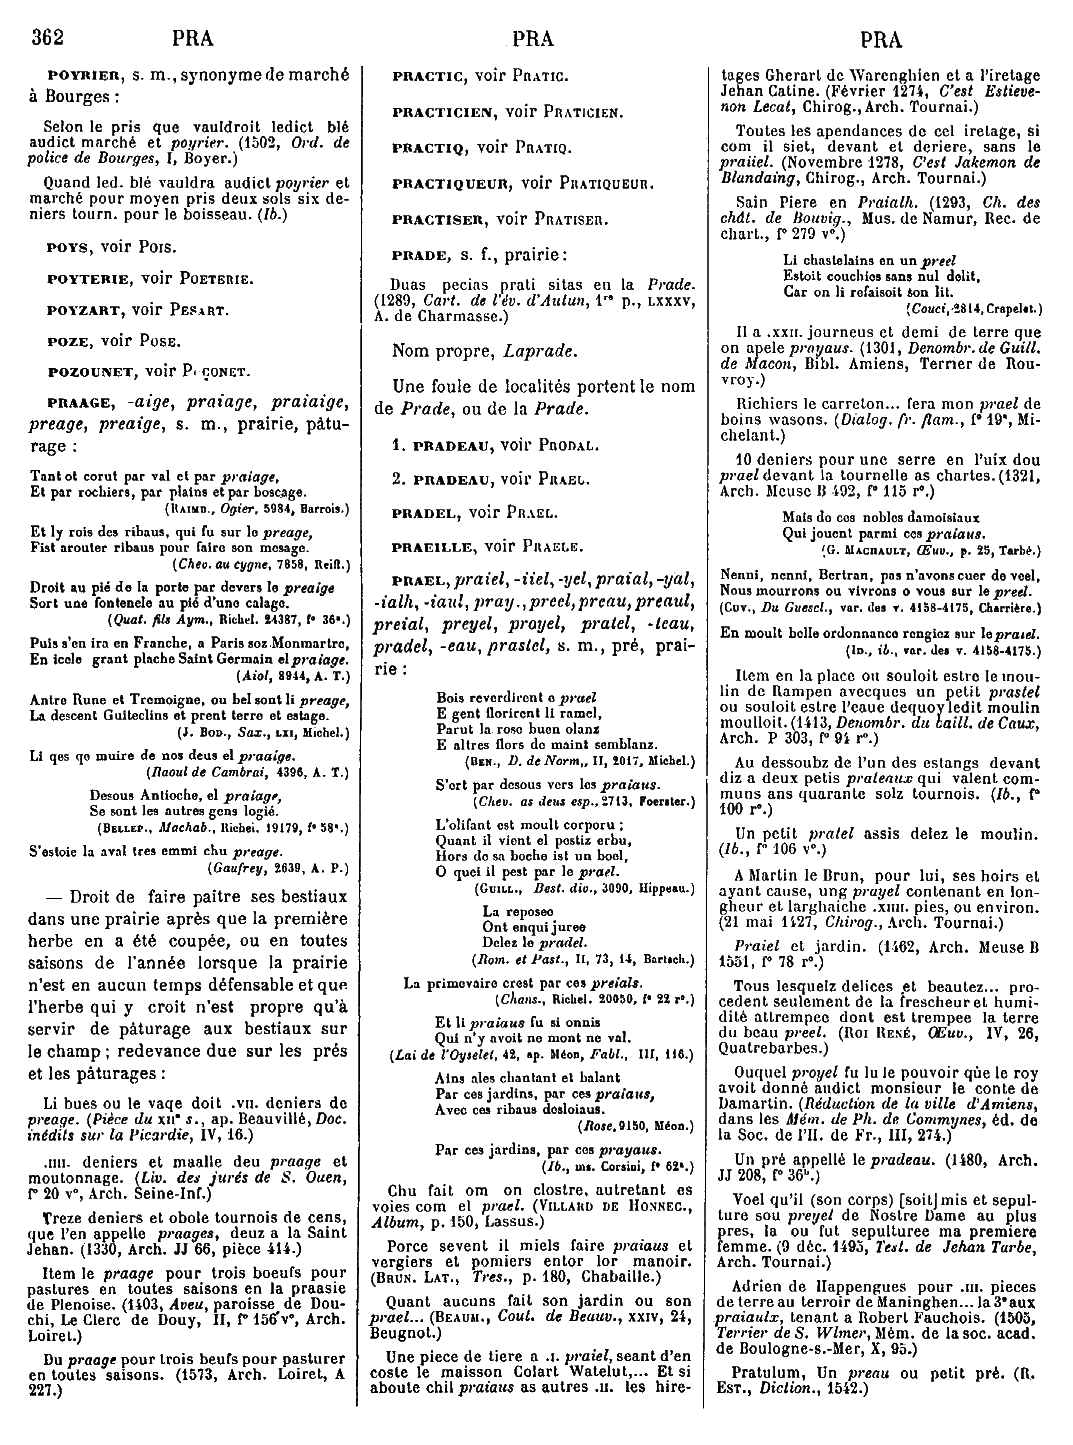 362 PRA PRA PRA
POYRIER, s. m., synonyme de marché
à Bourges :
Selon le pris que vauldroit ledict blé
audict marché et poyrier. (1502, Ord. de
police de Bourges, I, Boyer.)
Quand led. blé vauldra audict poyrier et
marché pour moyen pris deux sols six de-
niers tourn. pour le boisseau. (Ib.)
POYS, voir POIS.
POYTERIE, voir POETERIE.
POYZART, voir PESART.
POZE, voir POSE.
POZOUNET, voir
PRAAGE, -aige, praiage, praiaige,
preage, preaige, s. m., prairie, pâtu-
rage :
Tantot corut par val et par praiage,
Et par rochiers, par plains et par boscage.
(RAIMB., Ogier, 5984, Barrois.)
Et ly rois des ribaus, qui fu sur le preage,
Fist arouter ribaus pour faire son mesage.
(Chev. au cygne, 7858, Reiff.)
Droit au pié de la porte par devers le preaige
Sort une fontenele au pié d'une calage.
(Quat. fils Aym., Richel. 24387, f° 36ᵃ.)
Puis s'en ira en Franche, a Paris soz Monmartre,
En icele grant plache Saint Germain el praiage.
(Aiol, 8944, A. T.)
Antre Rune et Tremoigne, ou bel sont li preage,
La descent Guiteclins et prent terre et estage.
(J. BOD., Sax., LXI, Michel.)
Li qes qe muire de nos deus el praaige.
(Raoul de Cambrai, 4396, A. T.)
Desous Antioche, el praiage,
Se sont les autres gens logié.
(BELLEP., Machab., Richel. 19179, f° 58ᵃ.)
S'estoie la aval tres emmi chu preage.
(Gaufrey, 2639, A. P.)
— Droit de faire paitre ses bestiaux
dans une prairie après que la première
herbe en a été coupée, ou en toutes
saisons de l'année lorsque la prairie
n'est en aucun temps défensable et que
l'herbe qui y croit n'est propre qu'à
servir de pâturage aux bestiaux sur
le champ ; redevance due sur les prés
et les pâturages :
Li bues ou le vaqe doit .VII. deniers de
preage. (Pièce du XIIᵉ s., ap. Beauvillé, Doc.
inédits sur la Picardie, IV, 16.)
.IIII. deniers et maalle deu praage et
moutonnage. (Liv. des jurés de S. Ouen,
f° 20 v°, Arch. Seine-Inf.)
Treze deniers et obole tournois de cens,
que l'en appelle praages, deuz a la Saint
Jehan. (1330, Arch. JJ 66, pièce 414.)
Item le praage pour trois boeufs pour
pastures en toutes saisons en la praasie
de Plenoise. (1403, Aveu, paroisse de Dou-
chi, Le Clerc de Douy, II, f° 156 v°, Arch.
Loiret.)
Du praage pour trois beufs pour pasturer
en toutes saisons. (1573, Arch. Loiret, A
227.)
PRACTIC, voir PRATIC.
PRACTICIEN, voir PRATICIEN.
PRACTIQ, voir PRATIQ.
PRACTIQUEUR, voir PRATIQUEUR.
PRACTISER, voir PRATISER.
PRADE, s. f., prairie :
Duas pecias prati sitas en la Prade.
(1289, Cart. de l'év. d'Autun, 1ʳᵉ p., LXXXV,
A. de Charmasse.)
Nom propre, Laprade.
Une foule de localités portent le nom
de Prade, ou de la Prade.
1. PRADEAU, voir PRODAL.
2. PRADEAU, voir PRAEL.
PRADEL, voir PRAEL.
PRAEILLE, voir PRAELE.
PRAEL, praiel, -iiel, -yel, praial, -yal,
-ialh, -iaul, pray., preel, preau, preaul,
preial, preyel, proyel, pratel, -teau,
pradel, -eau, prastel, s. m., pré, prai-
rie :
Bois reverdirent e prael
E gent florirent li ramel,
Parut la rose buen olanz
E altres flors de maint semblanz.
(BEN., D. de Norm., II, 2017, Michel.)
S'ert par desous vers les praiaus.
(Chev. as deus esp., 2713, Foerster.)
L'olifant est moult corporu ;
Quant il vient el postiz erbu,
Hors de sa boche ist un boel,
O quei il pest par le prael.
(GUILL., Best. div., 3090, Hippeau.)
La reposee
Ont enqui juree
Delez le pradel.
(Rom. et Past., II, 73, 14, Bartsch.)
La primevaire crest par ces preials.
(Chans., Richel. 20050, f° 22 r°.)
Et li praiaus fu si onnis
Qui n'y avoit ne mont ne val.
(Lai de l'Oyselet, 42, ap. Méon, Fabl., III, 116.)
Ains ales chantant et balant
Par ces jardins, par ces praiaus,
Avec ces ribaus desloiaus.
(Rose, 9150, Méon.)
Par ces jardins, par ces prayaus.
(Ib., ms. Corsini, f° 62ᵃ.)
Chu fait om on clostre, autretant es
voies com el prael. (VILLARD DE HONNEC.,
Album, p. 150, Lassus.)
Porce sevent il miels faire praiaus et
vergiers et pomiers entor lor manoir.
(BRUN. LAT., Tres., p. 180, Chabaille.)
Quant aucuns fait son jardin ou son
prael... (BEAUM., Cout. de Beauv., XXIV, 24,
Beugnot.)
Une piece de tiere a .I. praiel, seant d'en
coste le maisson Colart Watelut,... Et si
aboute chil praiaus as autres .II. les hire-
tages Gherart de Warenghien et a l'iretage
Jehan Catine. (Février 1274, C'est Estieve-
non Lecat, Chirog., Arch. Tournai.)
Toutes les apendances de cel iretage, si
com il siet, devant et deriere, sans le
praiiel. (Novembre 1278, C'est Jakemon de
Blandaing, Chirog., Arch. Tournai.)
Sain Piere en Praialh. (1293, Ch. des
chât. de Bouvig., Mus. de Namur, Rec. de
chart., f° 279 v°.)
Li chastelains en un preel
Estoit couchies sans nul delit,
Car on li refaisoit son lit.
(Couci, 2814, Crapelet.)
Il a .XXII. journeus et demi de terre que
on apele prayaus. (1301, Denombr. de Guill.
de Macon, Bibl. Amiens, Terrier de Rou-
vroy.)
Richiers le carreton... fera mon prael de
boins wasons. (Dialog. fr. flam., f° 19ᵃ, Mi-
chelant.)
10 deniers pour une serre en l'uix dou
prael devant la tournelle as chartes. (1321,
Arch. Meuse B 492, f° 115 r°.)
Mais de ces nobles damoisiaux
Qui jouent parmi ces praiaus.
(G. MACHAULT, Œuv., p. 25, Tarbé.)
Nenni, nenni, Bertran, pas n'avons cuer de veel,
Nous mourrons ou vivrons o vous sur le preel.
(CUV., Du Guescl., var. des v. 4158-4175, Charrière.)
En moult belle ordonnance rengiez sur le praiel.
(ID., ib., var. des v. 4158-4175.)
Item en la place ou souloit estre le mou-
lin de Rampen avecques un petit prastel
ou souloit estre l'eaue dequoy ledit moulin
moulloit. (1413, Denombr. du baill. de Caux,
Arch. P 303, f° 94 r°.)
Au dessoubz de l'un des estangs devant
diz a deux petis prateaux qui valent com-
muns ans quarante solz tournois. (Ib., f°
100 r°.)
Un petit pratel assis delez le moulin.
(Ib., f° 106 v°.)
A Martin le Brun, pour lui, ses hoirs et
ayant cause, ung prayel contenant en lon-
gheur et larghaiche .XIIII. pies, ou environ.
(21 mai 1427, Chirog., Arch. Tournai.)
Praiel et jardin. (1462, Arch. Meuse B
1551, f° 78 r°.)
Tous lesquelz delices et beautez... pro-
cedent seulement de la frescheur et humi-
dité attrempee dont est trempee la terre
du beau preel. (ROI RENÉ, Œuv., IV, 26,
Quatrebarbes.)
Ouquel proyel fu lu le pouvoir que le roy
avoit donné audict monsieur le conte de
Damartin. (Réduction de la ville d'Amiens,
dans les Mém. de Ph. de Commynes, éd. de
la Soc. de l'H. de Fr., III, 274.)
Un pré appellé le pradeau. (1480, Arch.
JJ 208, f° 36ᵇ.)
Voel qu'il (son corps) [soit] mis et sepul-
ture sou preyel de Nostre Dame au plus
pres, la ou fut sepulturee ma premiere
femme. (9 déc. 1495, Test. de Jehan Tarbe,
Arch. Tournai.)
Adrien de Happengues pour .III. pieces
de terre au terroir de Maninghen... la 3ᵉ aux
praiaulx, tenant a Robert Fauchois. (1505,
Terrier de S. Wlmer, Mém. de la soc. acad.
de Boulogne-s.-Mer, X, 95.)
Pratulum, Un preau ou petit pré. (R.
EST., Diction., 1542.)